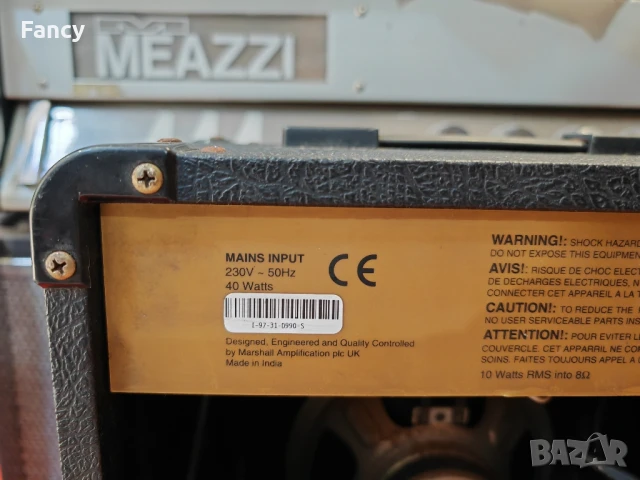 Fancy
MEAZZI
MAINS INPUT
230V ~ 50Hz
40 Watts
CE
I-97-31-0990-S
Designed, Engineered and Quality Controlled
by Marshall Amplification plc UK
Made in India
WARNING!: SHOCK HAZARD
DO NOT EXPOSE THIS EQUIPMEN
AVIS!: RISQUE DE CHOC ELEC
DE DECHARGES ELECTRIQUES, N
CONNECTER CET APPAREIL A LA T
CAUTION!: TO REDUCE THE
NO USER SERVICEABLE PARTS INS
ATTENTION!: POUR EVITER LE
COUVERCLE. CET APPARRIL NE CO
SOINS. FAITES TOUJOURS APPEL A
10 Watts RMS into 8Ω
BAZAR
bg